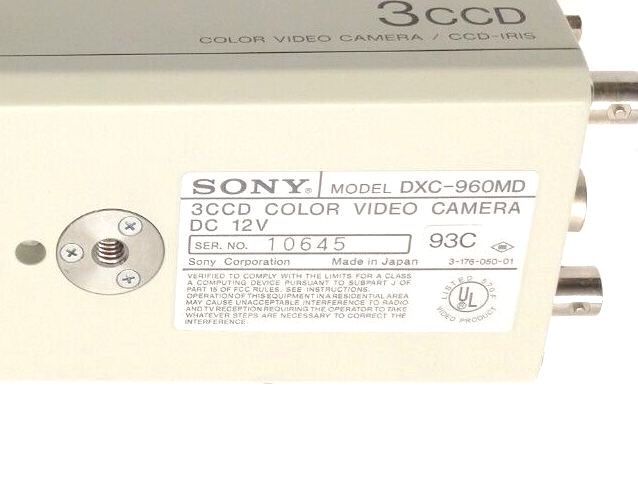 3CCD
COLOR VIDEO CAMERA / CCD-IRIS
SONY® MODEL DXC-960MD
3CCD COLOR VIDEO CAMERA
DC 12V
SER. NO. 10645 93C
Sony Corporation Made in Japan 3-176-050-01
VERIFIED TO COMPLY WITH THE LIMITS FOR A CLASS
A COMPUTING DEVICE PURSUANT TO SUBPART J OF
PART 15 OF FCC RULES. SEE INSTRUCTIONS.
OPERATION OF THIS EQUIPMENT IN A RESIDENTIAL AREA
MAY CAUSE UNACCEPTABLE INTERFERENCE TO RADIO
AND TV RECEPTION REQUIRING THE OPERATOR TO TAKE
WHATEVER STEPS ARE NECESSARY TO CORRECT THE
INTERFERENCE.
LISTED 570F
UL
VIDEO PRODUCT